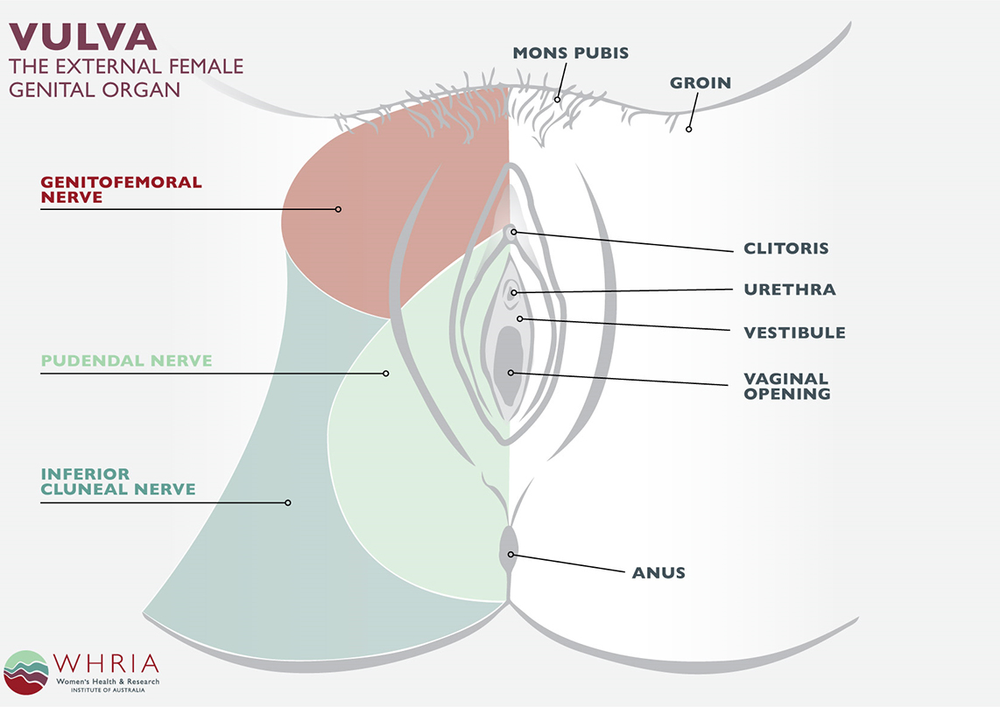 VULVA
THE EXTERNAL FEMALE
GENITAL ORGAN
MONS PUBIS
GROIN
GENITOFEMORAL
NERVE
CLITORIS
URETHRA
VESTIBULE
PUDENDAL NERVE
VAGINAL
OPENING
INFERIOR
CLUNEAL NERVE
ANUS
WHRIA
Women's Health & Research
INSTITUTE OF AUSTRALIA